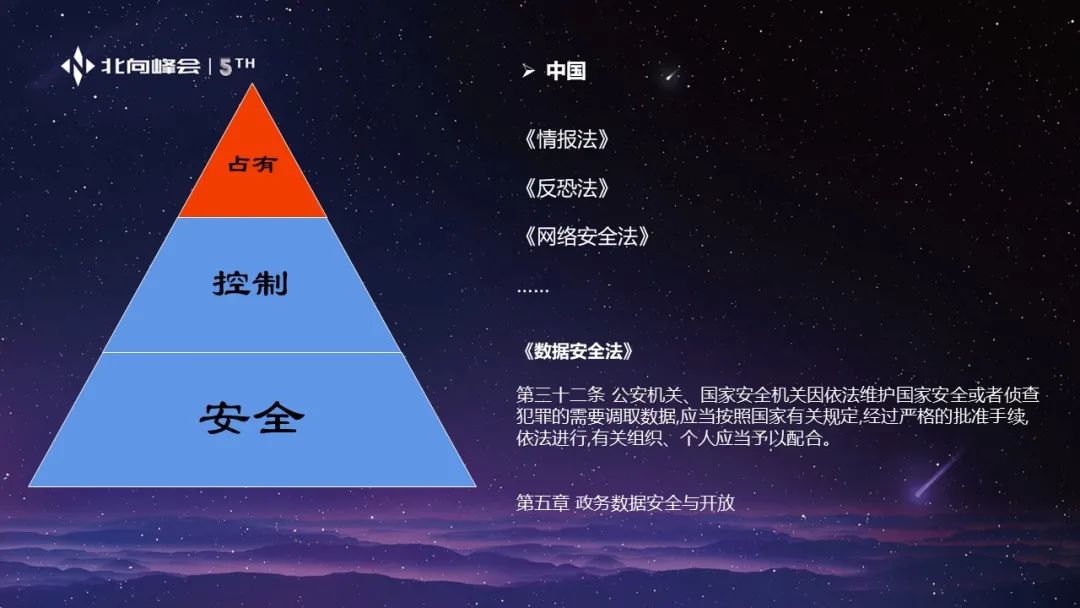 北向峰会 | 5TH
占有
控制
安全
➢ 中国
《情报法》
《反恐法》
《网络安全法》
……
《数据安全法》
第三十二条 公安机关、国家安全机关因依法维护国家安全或者侦查
犯罪的需要调取数据,应当按照国家有关规定,经过严格的批准手续,
依法进行,有关组织、个人应当予以配合。
第五章 政务数据安全与开放